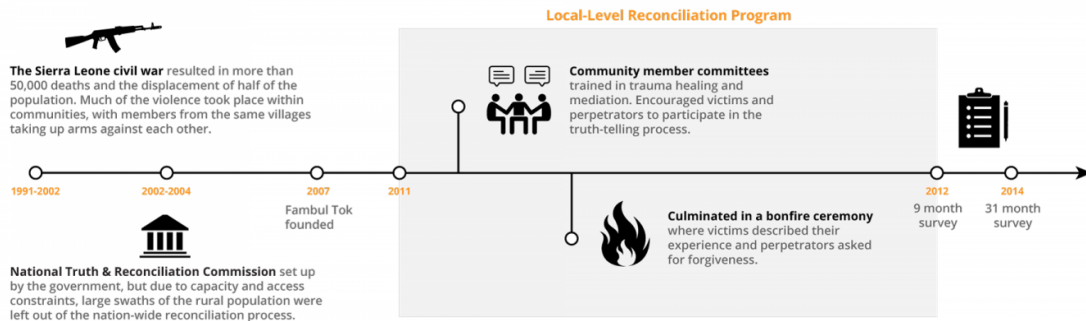 Local-Level Reconciliation Program
The Sierra Leone civil war resulted in more than
50,000 deaths and the displacement of half of the
population. Much of the violence took place within
communities, with members from the same villages
taking up arms against each other.
Community member committees
trained in trauma healing and
mediation. Encouraged victims and
perpetrators to participate in the
truth-telling process.
1991-2002
2002-2004
2007
2011
2012
2014
Fambul Tok
founded
9 month
survey
31 month
survey
Culminated in a bonfire ceremony
where victims described their
experience and perpetrators asked
for forgiveness.
National Truth & Reconciliation Commission set up
by the government, but due to capacity and access
constraints, large swaths of the rural population were
left out of the nation-wide reconciliation process.